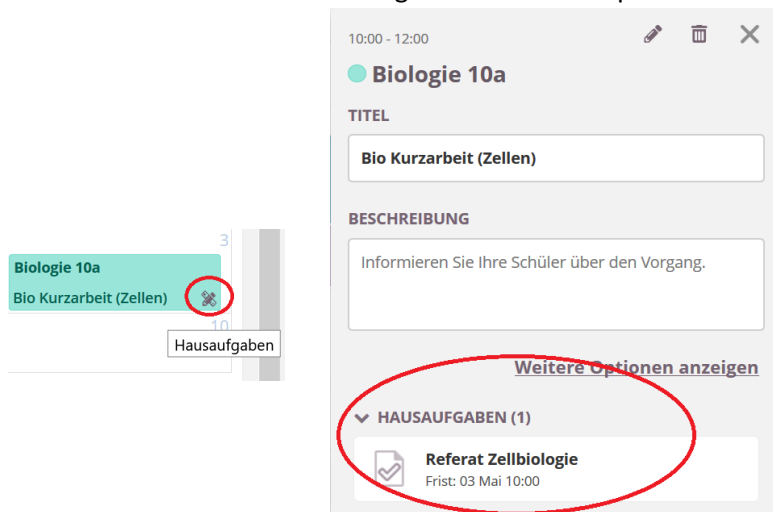 3
Biologie 10a
Bio Kurzarbeit (Zellen)
10
Hausaufgaben
10:00 - 12:00
Biologie 10a
TITEL
Bio Kurzarbeit (Zellen)
BESCHREIBUNG
Informieren Sie Ihre Schüler über den Vorgang.
Weitere Optionen anzeigen
HAUSAUFGABEN (1)
Referat Zellbiologie
Frist: 03 Mai 10:00